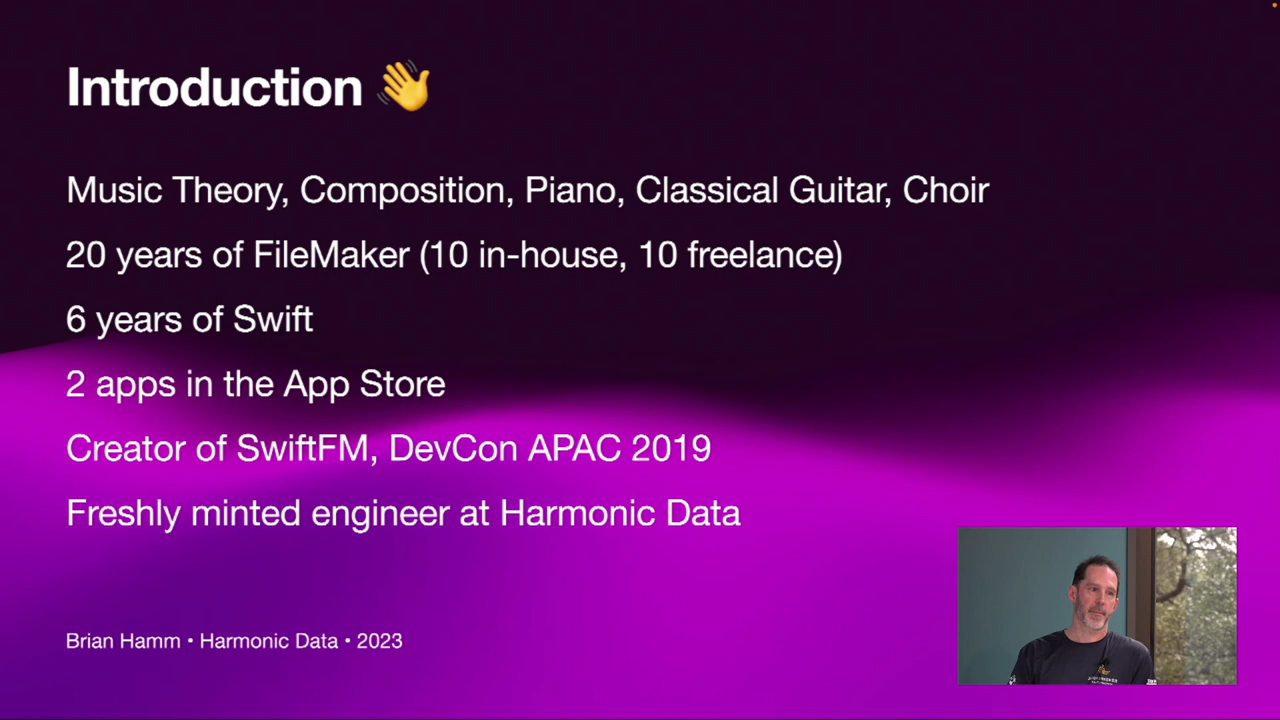 Introduction 👋
Music Theory, Composition, Piano, Classical Guitar, Choir
20 years of FileMaker (10 in-house, 10 freelance)
6 years of Swift
2 apps in the App Store
Creator of SwiftFM, DevCon APAC 2019
Freshly minted engineer at Harmonic Data
Brian Hamm • Harmonic Data • 2023